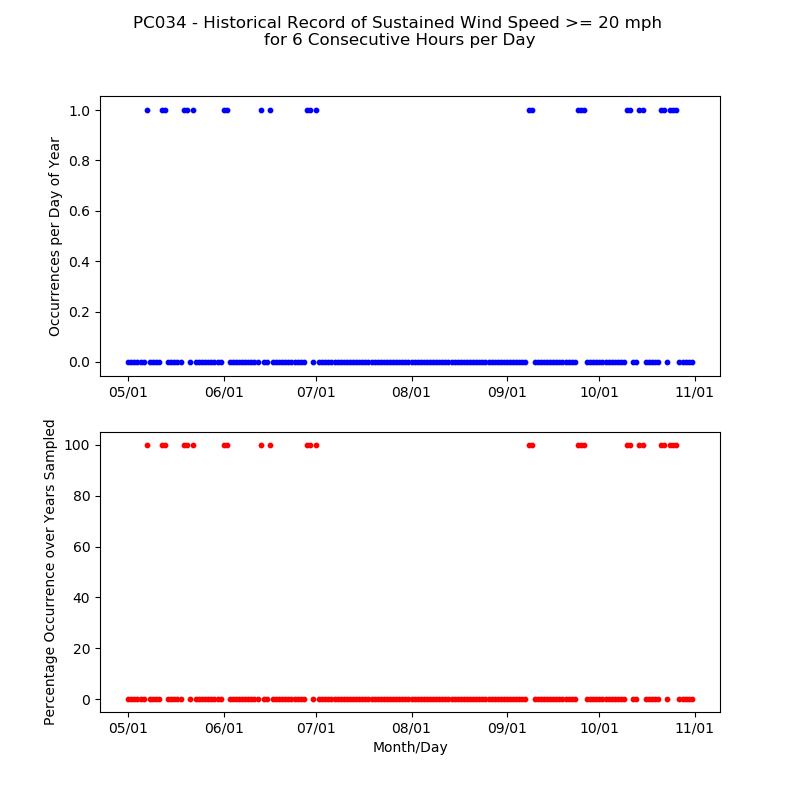 PC034 - Historical Record of Sustained Wind Speed >= 20 mph
for 6 Consecutive Hours per Day
Occurrences per Day of Year
1.0
0.8
0.6
0.4
0.2
0.0
05/01 06/01 07/01 08/01 09/01 10/01 11/01
Percentage Occurrence over Years Sampled
100
80
60
40
20
0
05/01 06/01 07/01 08/01 09/01 10/01 11/01
Month/Day